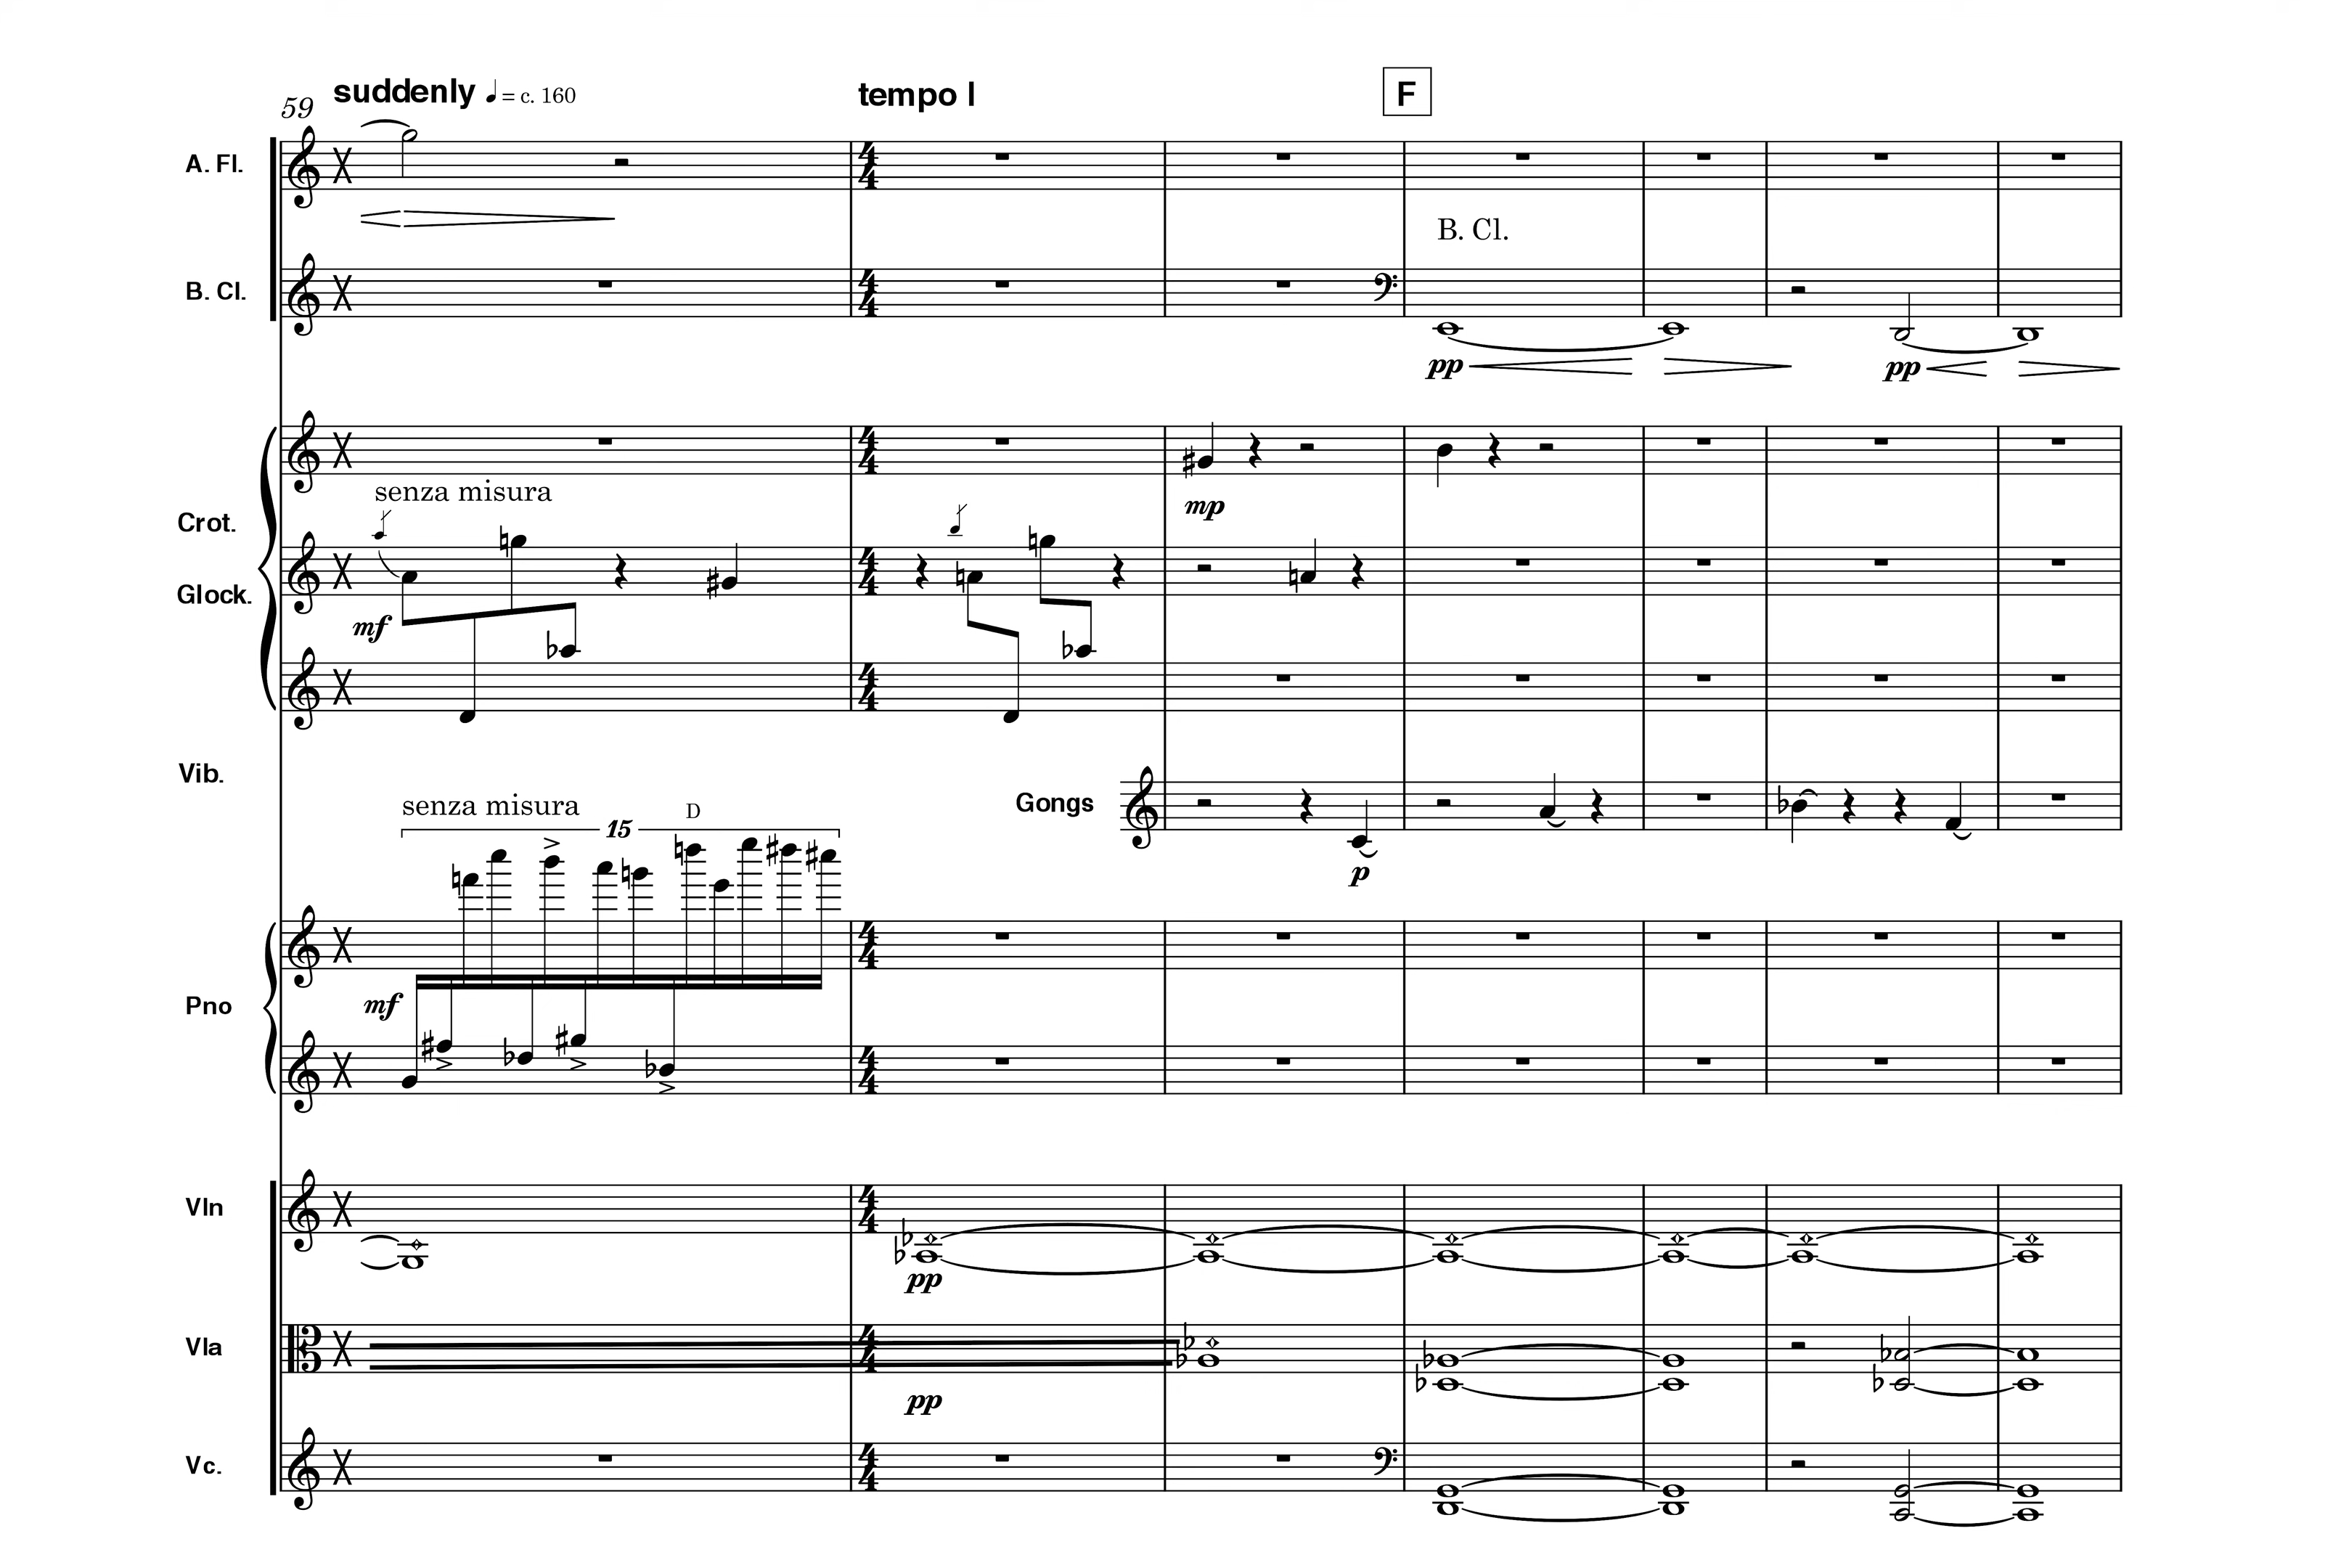 suddenly ♩ = c. 160
tempo I
F
59
A. Fl.
B. Cl.
B. Cl.
pp
pp
mp
senza misura
Crot.
Glock.
mf
Vib.
Gongs
senza misura
15
D
p
mf
Pno
Vln
pp
Vla
pp
Vc.